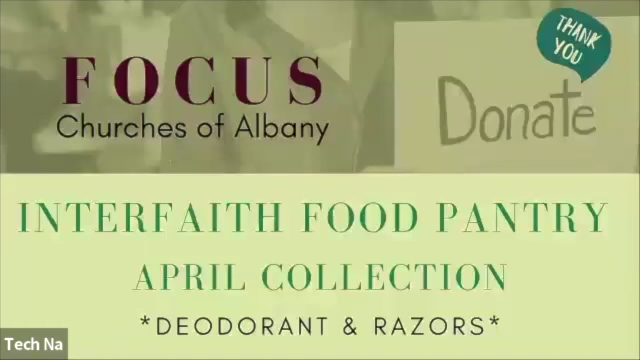 THANK
YOU
FOCUS
Churches of Albany
Donate
INTERFAITH FOOD PANTRY
APRIL COLLECTION
*DEODORANT & RAZORS*
Tech Na